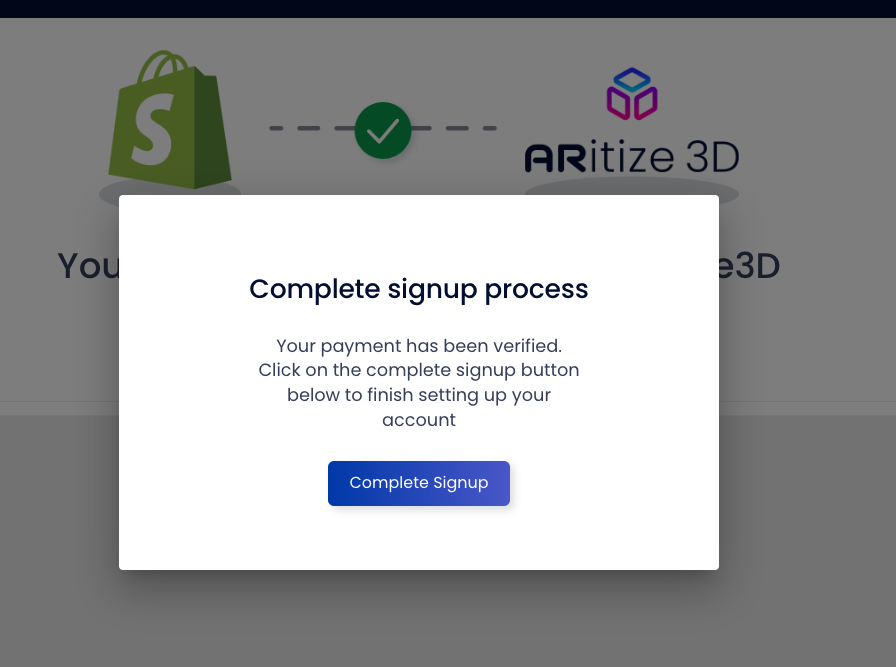 S
ARitize 3D
You
e3D
Complete signup process
Your payment has been verified.
Click on the complete signup button
below to finish setting up your
account
Complete Signup